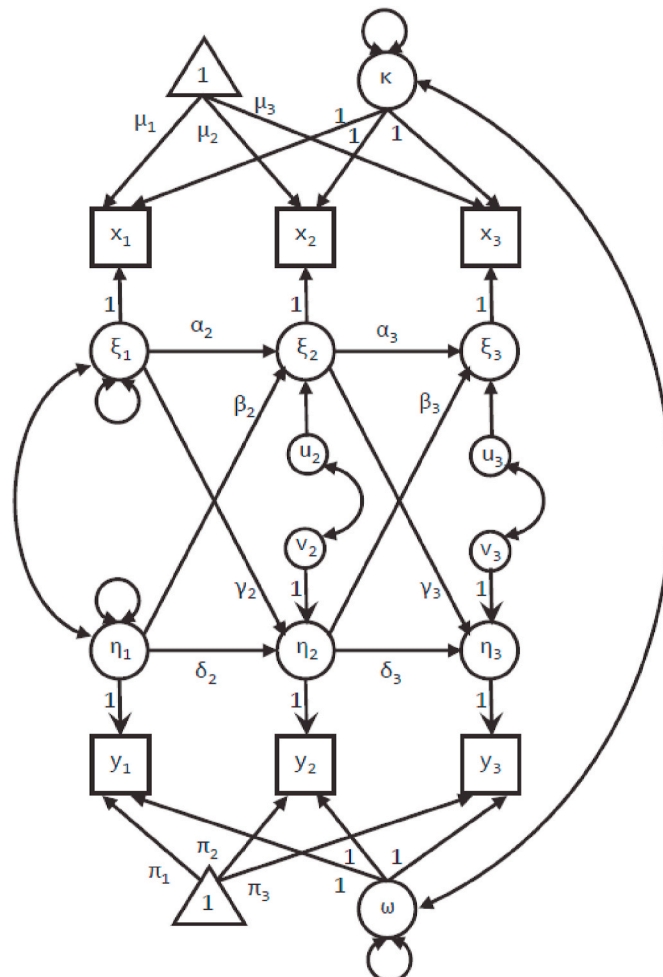 1 κ
μ₁ μ₂ μ₃ 1 1 1
x₁ x₂ x₃
1 1 1
ξ₁ α₂ ξ₂ α₃ ξ₃
β₂ β₃
u₂ u₃
v₂ v₃
γ₂ 1 γ₃ 1
η₁ δ₂ η₂ δ₃ η₃
1 1 1
y₁ y₂ y₃
π₁ π₂ π₃ 1 1 1
1 ω